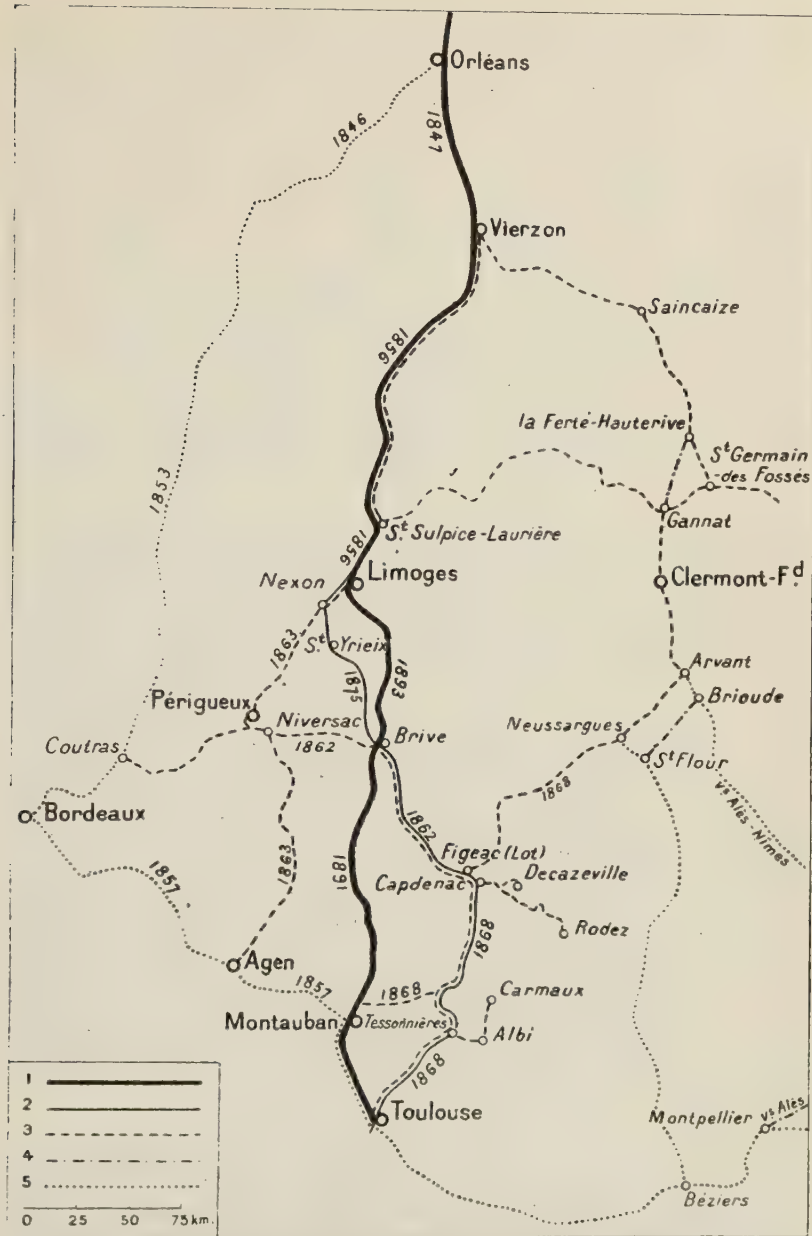 Orléans
1846
1847
Vierzon
Saincaize
1856
la Ferté-Hauterive
St Germain
-des Fossés
1853
Gannat
St Sulpice-Laurière
1856
Limoges
Clermont-Fd.
Nexon
1863
St Yrieix
1875
1893
Arvant
Périgueux
Brioude
Niversac
Neussargues
Coutras
1862
Brive
St Flour
1868
vs Alès-Nîmes
Bordeaux
1862
1863
Figeac (Lot)
1857
1891
Capdenac
Decazeville
Rodez
1868
Agen
1857
1868
Carmaux
Montauban
Tessonnières
Albi
1868
1
2
3
4
5
Toulouse
Montpellier
vs Alès
Béziers
0 25 50 75 km.